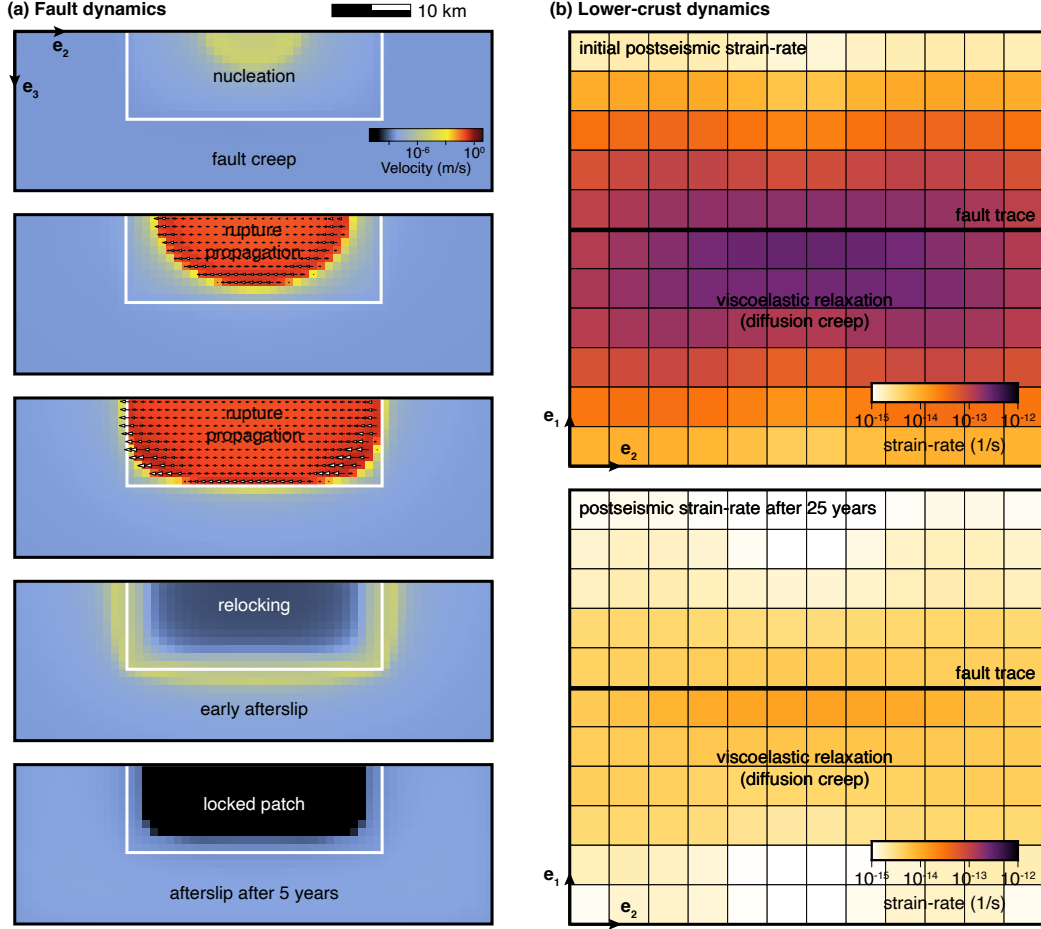 (a) Fault dynamics
10 km
e2
e3
nucleation
10-6
100
Velocity (m/s)
fault creep
rupture
propagation
rupture
propagation
relocking
early afterslip
locked patch
afterslip after 5 years
(b) Lower-crust dynamics
initial postseismic strain-rate
fault trace
viscoelastic relaxation
(diffusion creep)
10-15 10-14 10-13 10-12
strain-rate (1/s)
e1
e2
postseismic strain-rate after 25 years
fault trace
viscoelastic relaxation
(diffusion creep)
10-15 10-14 10-13 10-12
strain-rate (1/s)
e1
e2